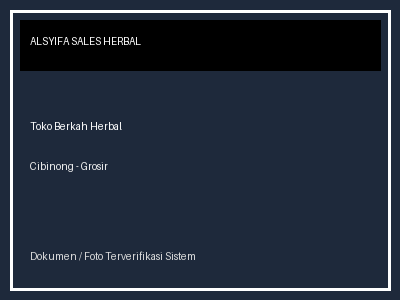 ALSYIFA SALES HERBAL
Toko Berkah Herbal
Cibinong - Grosir
Dokumen / Foto Terverifikasi Sistem